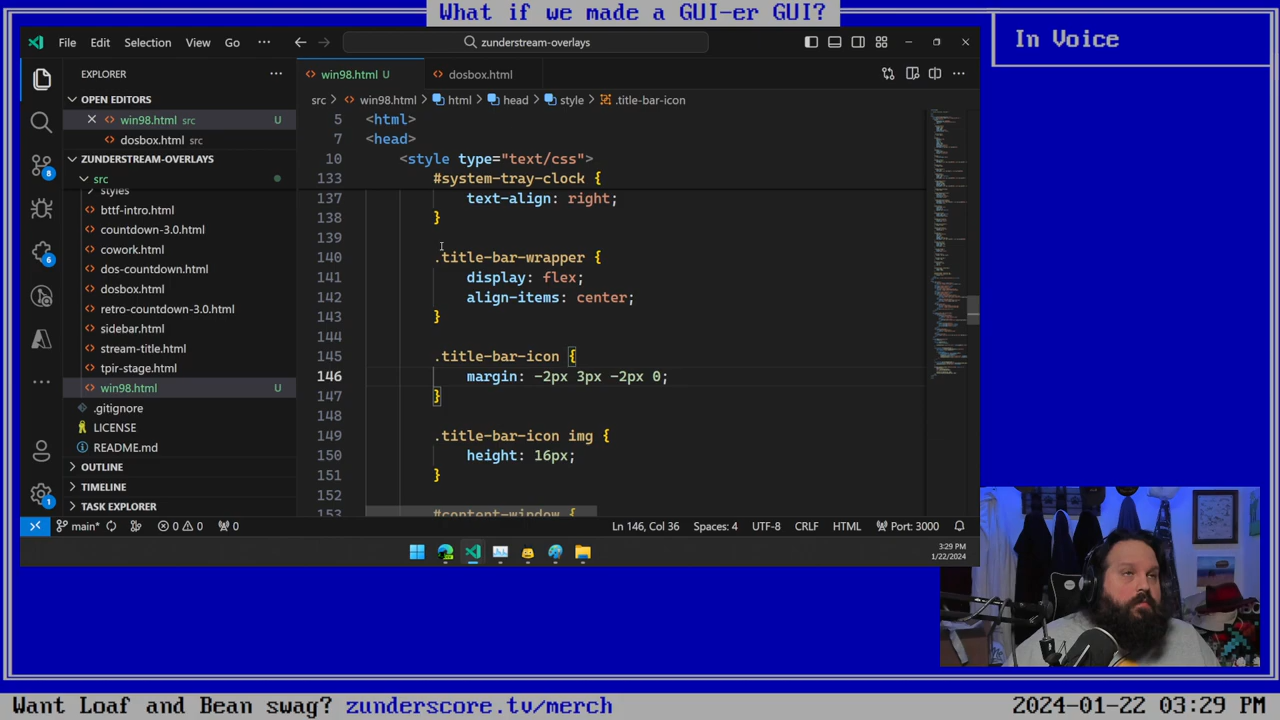 What if we made a GUI-er GUI?
In Voice
File Edit Selection View Go ··· zunderstream-overlays
EXPLORER ···
OPEN EDITORS
win98.html src U
dosbox.html src
ZUNDERSTREAM-OVERLAYS
src
styles
bttf-intro.html
countdown-3.0.html
cowork.html
dos-countdown.html
dosbox.html
retro-countdown-3.0.html
sidebar.html
stream-title.html
tpir-stage.html
win98.html U
.gitignore
LICENSE
README.md
OUTLINE
TIMELINE
TASK EXPLORER
8
6
1
win98.html U dosbox.html
src > win98.html > html > head > style > .title-bar-icon
5 <html>
7 <head>
10 <style type="text/css">
133 #system-tray-clock {
137 text-align: right;
138 }
139
140 .title-bar-wrapper {
141 display: flex;
142 align-items: center;
143 }
145 .title-bar-icon {
146 margin: -2px 3px -2px 0;
147 }
148
149 .title-bar-icon img {
150 height: 16px;
151 }
152
153 #content-window {
main* 0 0 0 Ln 146, Col 36 Spaces: 4 UTF-8 CRLF HTML Port: 3000
3:29 PM
1/22/2024
Want Loaf and Bean swag? zunderscore.tv/merch 2024-01-22 03:29 PM